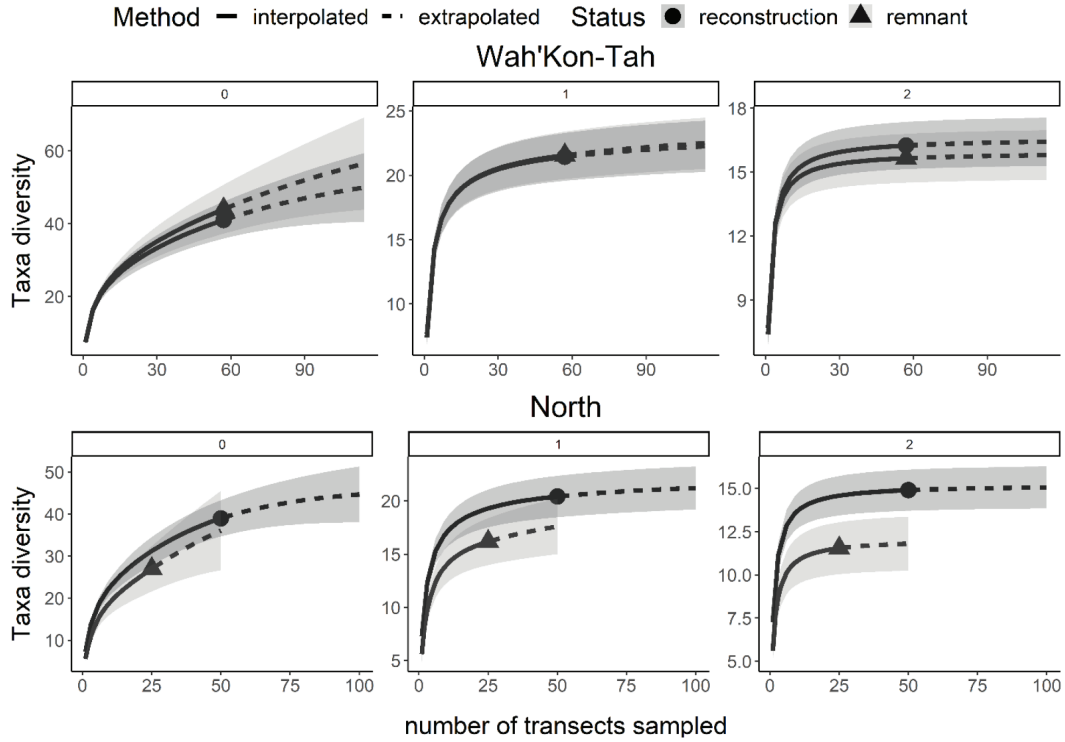 Method interpolated extrapolated Status reconstruction remnant
Wah'Kon-Tah
0 1 2
Taxa diversity
60
40
20
0 30 60 90
25
20
15
10
0 30 60 90
18
15
12
9
0 30 60 90
North
0 1 2
Taxa diversity
50
40
30
20
10
0 25 50 75 100
20
15
10
5
0 25 50 75 100
15.0
12.5
10.0
7.5
5.0
0 25 50 75 100
number of transects sampled